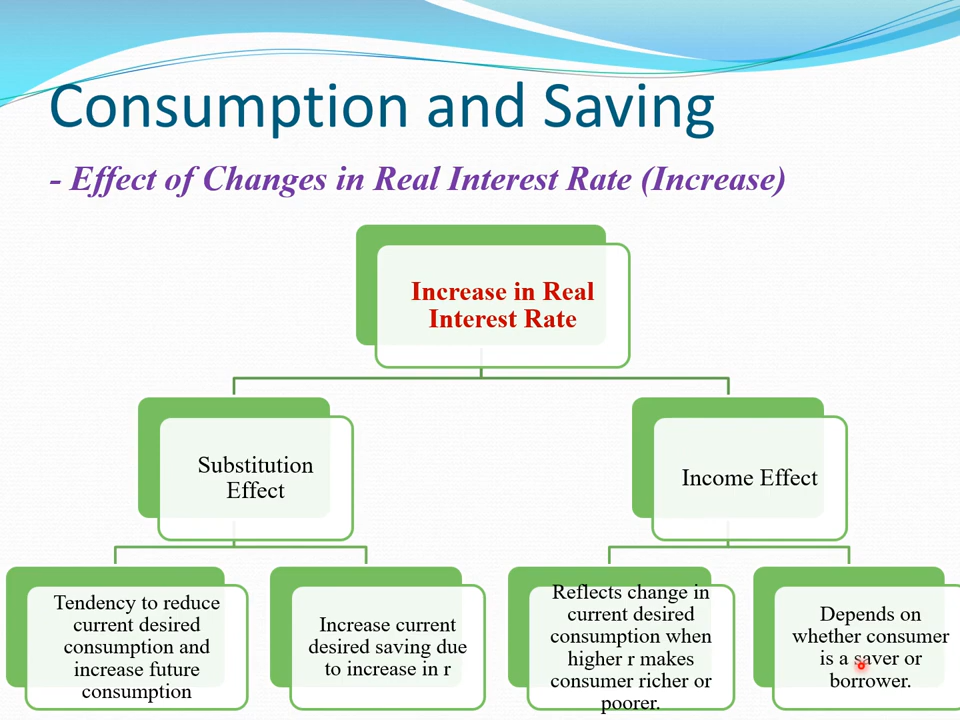 Consumption and Saving
- Effect of Changes in Real Interest Rate (Increase)
Increase in Real
Interest Rate
Substitution
Effect
Income Effect
Tendency to reduce
current desired
consumption and
increase future
consumption
Increase current
desired saving due
to increase in r
Reflects change in
current desired
consumption when
higher r makes
consumer richer or
poorer.
Depends on
whether consumer
is a saver or
borrower.